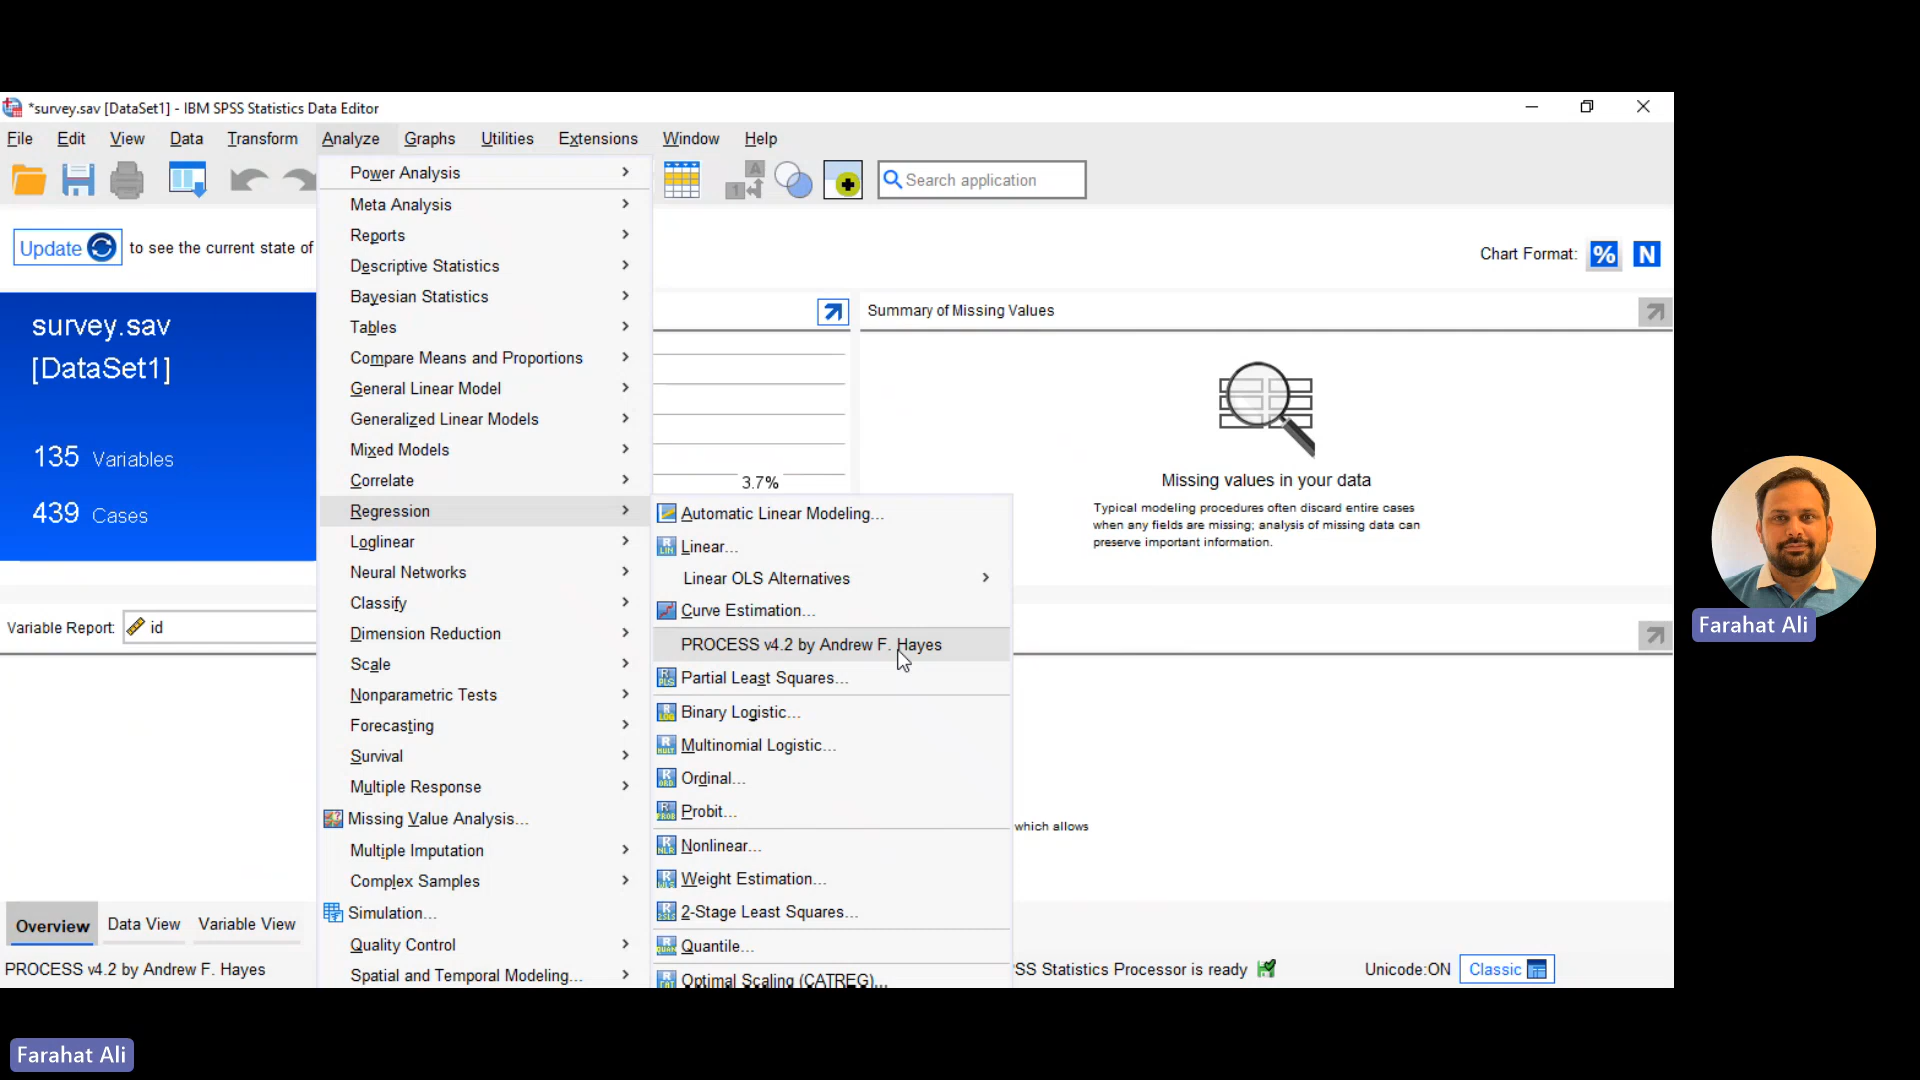 *survey.sav [DataSet1] - IBM SPSS Statistics Data Editor
File Edit View Data Transform Analyze Graphs Utilities Extensions Window Help
Search application
Update to see the current state of
Chart Format: % N
survey.sav
[DataSet1]
135 Variables
439 Cases
Variable Report: id
Power Analysis
Meta Analysis
Reports
Descriptive Statistics
Bayesian Statistics
Tables
Compare Means and Proportions
General Linear Model
Generalized Linear Models
Mixed Models
Correlate
Regression
Loglinear
Neural Networks
Classify
Dimension Reduction
Scale
Nonparametric Tests
Forecasting
Survival
Multiple Response
Missing Value Analysis...
Multiple Imputation
Complex Samples
Simulation...
Quality Control
Spatial and Temporal Modeling...
3.7%
Automatic Linear Modeling...
Linear...
Linear OLS Alternatives
Curve Estimation...
PROCESS v4.2 by Andrew F. Hayes
Partial Least Squares...
Binary Logistic...
Multinomial Logistic...
Ordinal...
Probit...
Nonlinear...
Weight Estimation...
2-Stage Least Squares...
Quantile...
Optimal Scaling (CATREG)...
Summary of Missing Values
Missing values in your data
Typical modeling procedures often discard entire cases
when any fields are missing; analysis of missing data can
preserve important information.
which allows
Overview Data View Variable View
PROCESS v4.2 by Andrew F. Hayes
SS Statistics Processor is ready
Unicode:ON
Classic
Farahat Ali
Farahat Ali